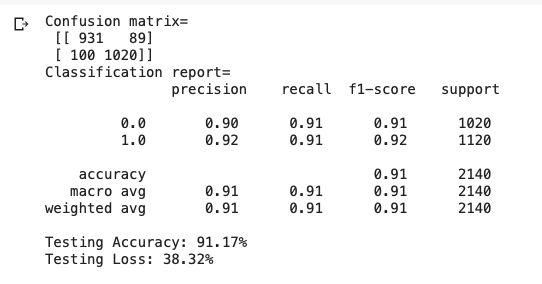 Confusion matrix=
[[ 931 89]
[ 100 1020]]
Classification report=
precision recall f1-score support
0.0 0.90 0.91 0.91 1020
1.0 0.92 0.91 0.92 1120
accuracy 0.91 2140
macro avg 0.91 0.91 0.91 2140
weighted avg 0.91 0.91 0.91 2140
Testing Accuracy: 91.17%
Testing Loss: 38.32%